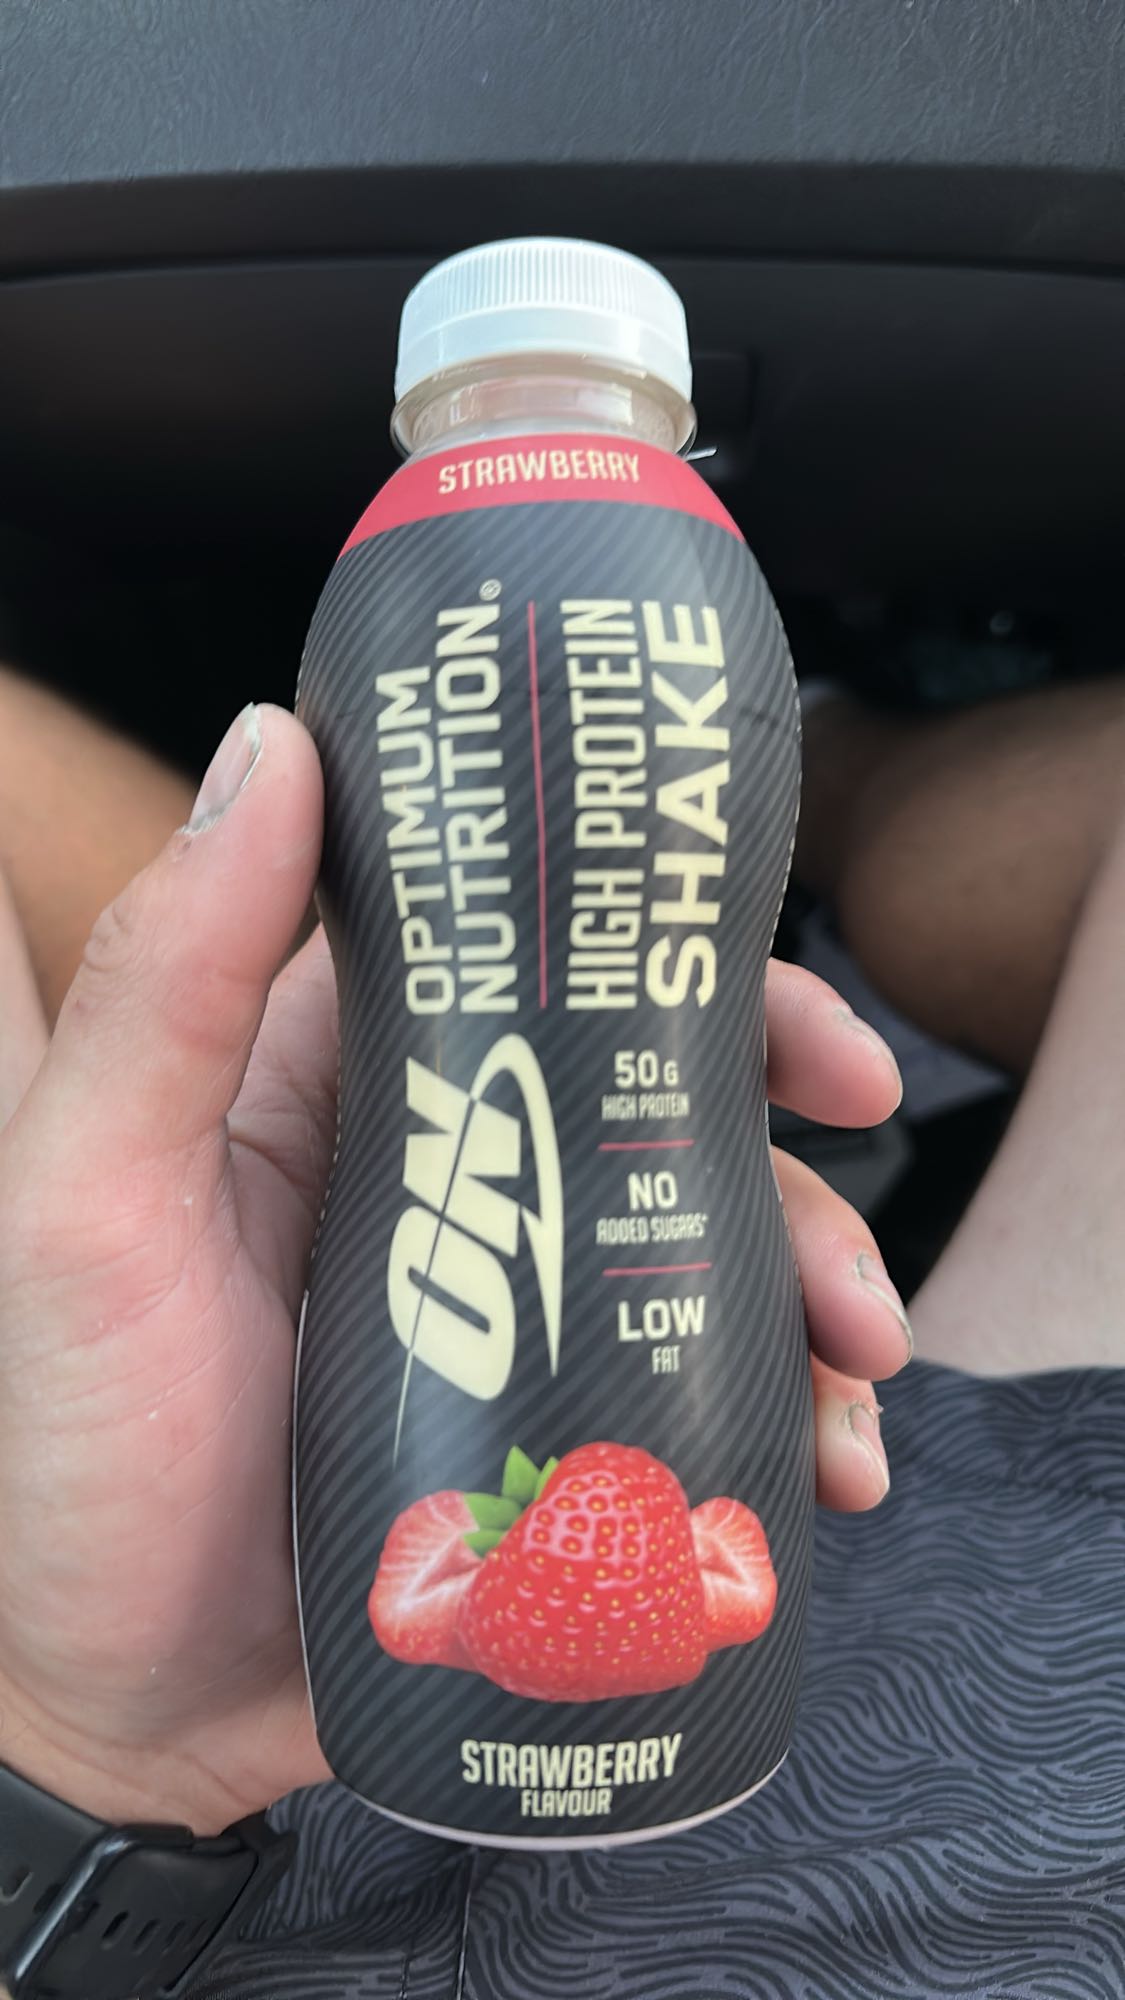 STRAWBERRY
OPTIMUM
NUTRITION®
HIGH PROTEIN
SHAKE
ON
50G
HIGH PROTEIN
NO
ADDED SUGARS*
LOW
FAT
STRAWBERRY
FLAVOUR